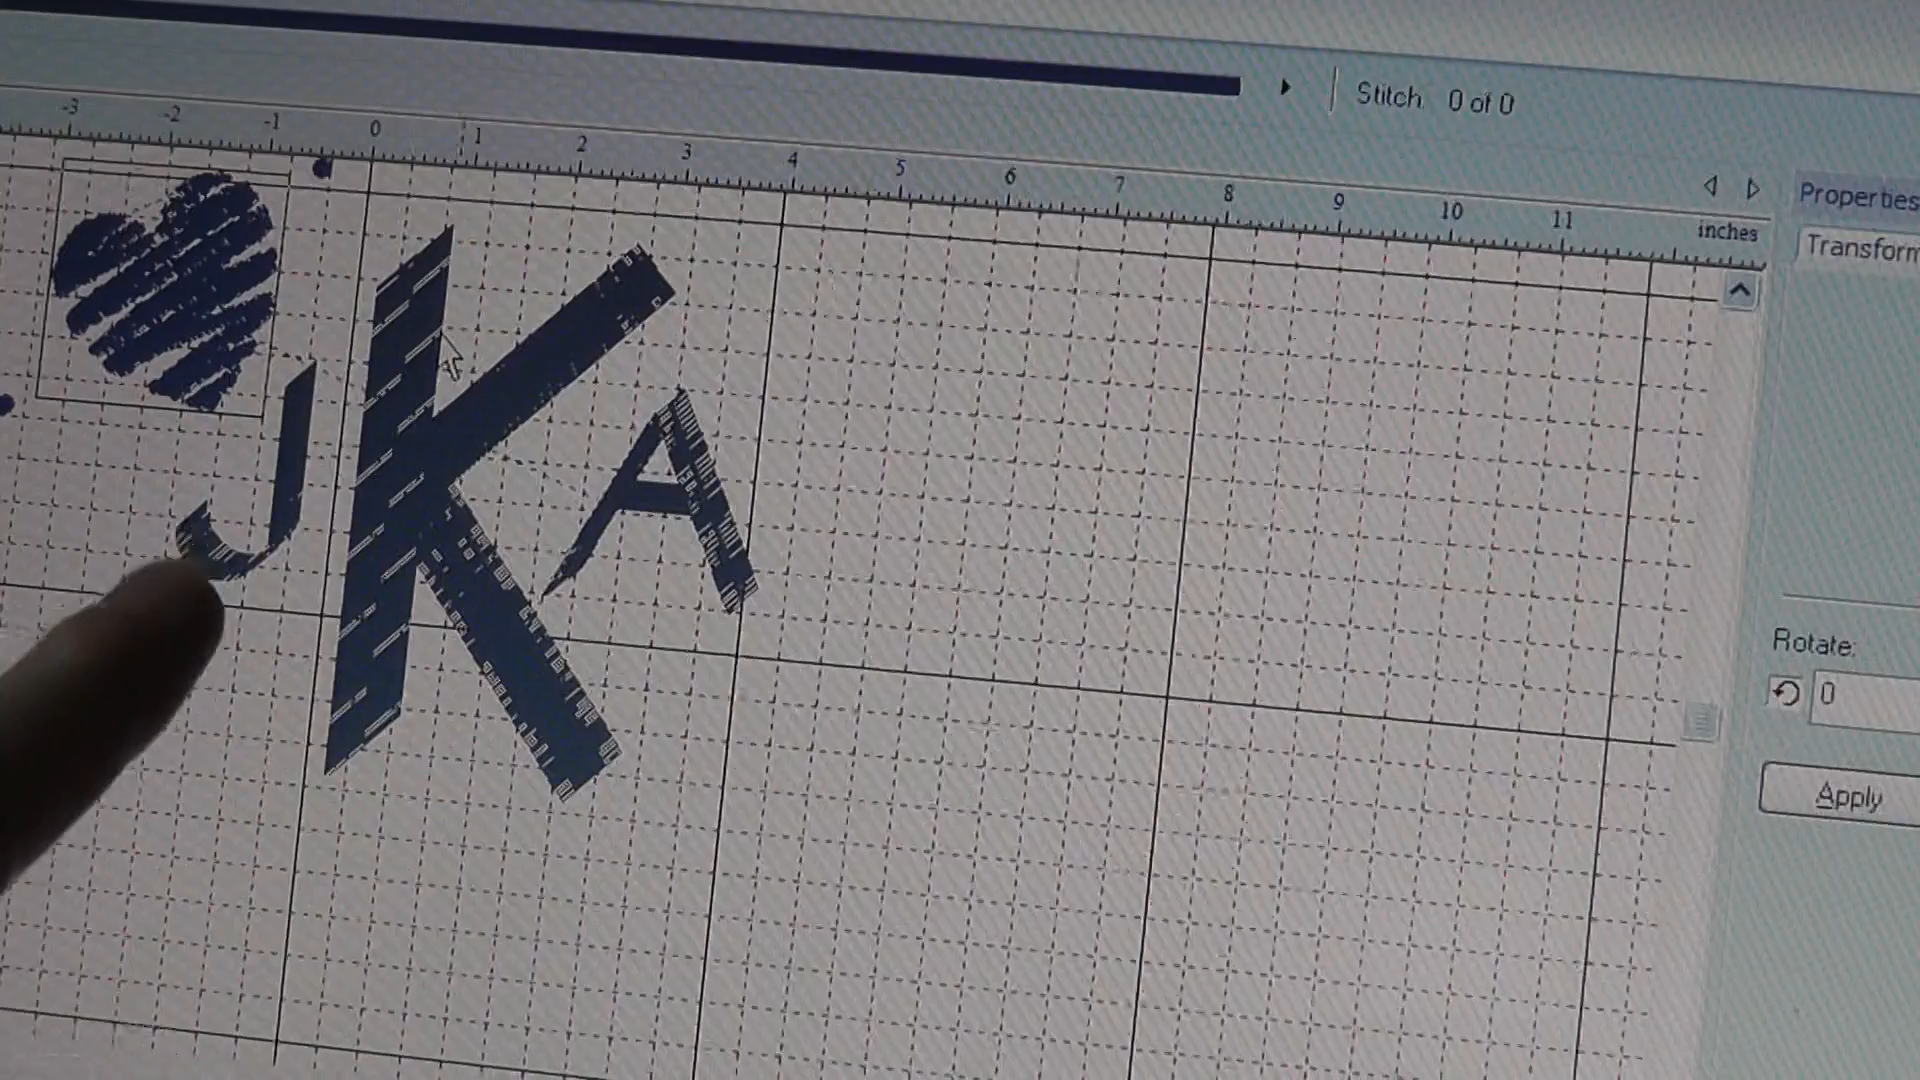 Stitch. 0 of 0
-3 -2 -1 0 1 2 3 4 5 6 7 8 9 10 11
inches
Properties
Transform
J K A
Rotate:
0
Apply